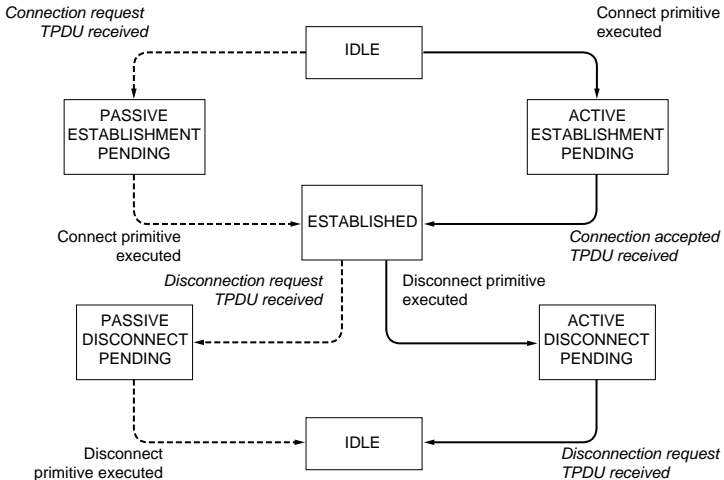 Connection request
TPDU received
Connect primitive
executed
IDLE
PASSIVE
ESTABLISHMENT
PENDING
ACTIVE
ESTABLISHMENT
PENDING
ESTABLISHED
Connect primitive
executed
Connection accepted
TPDU received
Disconnection request
TPDU received
Disconnect primitive
executed
PASSIVE
DISCONNECT
PENDING
ACTIVE
DISCONNECT
PENDING
IDLE
Disconnect
primitive executed
Disconnection request
TPDU received